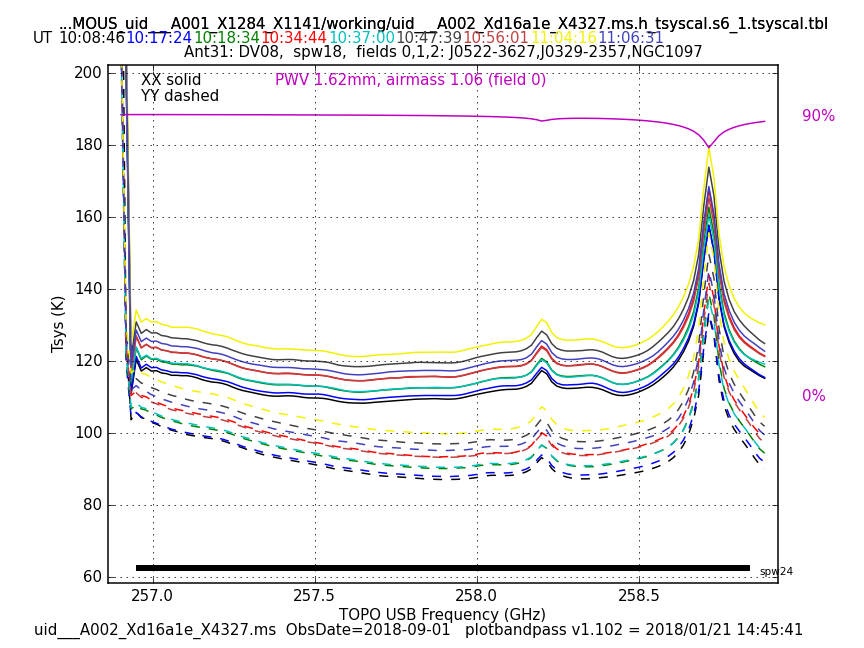 ...MOUS_uid___A001_X1284_X1141/working/uid___A002_Xd16a1e_X4327.ms.h_tsyscal.s6_1.tsyscal.tbl
UT 10:08:46 10:17:24 10:18:34 10:34:44 10:37:00 10:47:39 10:56:01 11:04:16 11:06:31
Ant31: DV08, spw18, fields 0,1,2: J0522-3627,J0329-2357,NGC1097
XX solid
PWV 1.62mm, airmass 1.06 (field 0)
YY dashed
90%
0%
200
180
160
140
120
100
80
60
Tsys (K)
spw24
257.0
257.5
258.0
258.5
TOPO USB Frequency (GHz)
uid___A002_Xd16a1e_X4327.ms ObsDate=2018-09-01 plotbandpass v1.102 = 2018/01/21 14:45:41